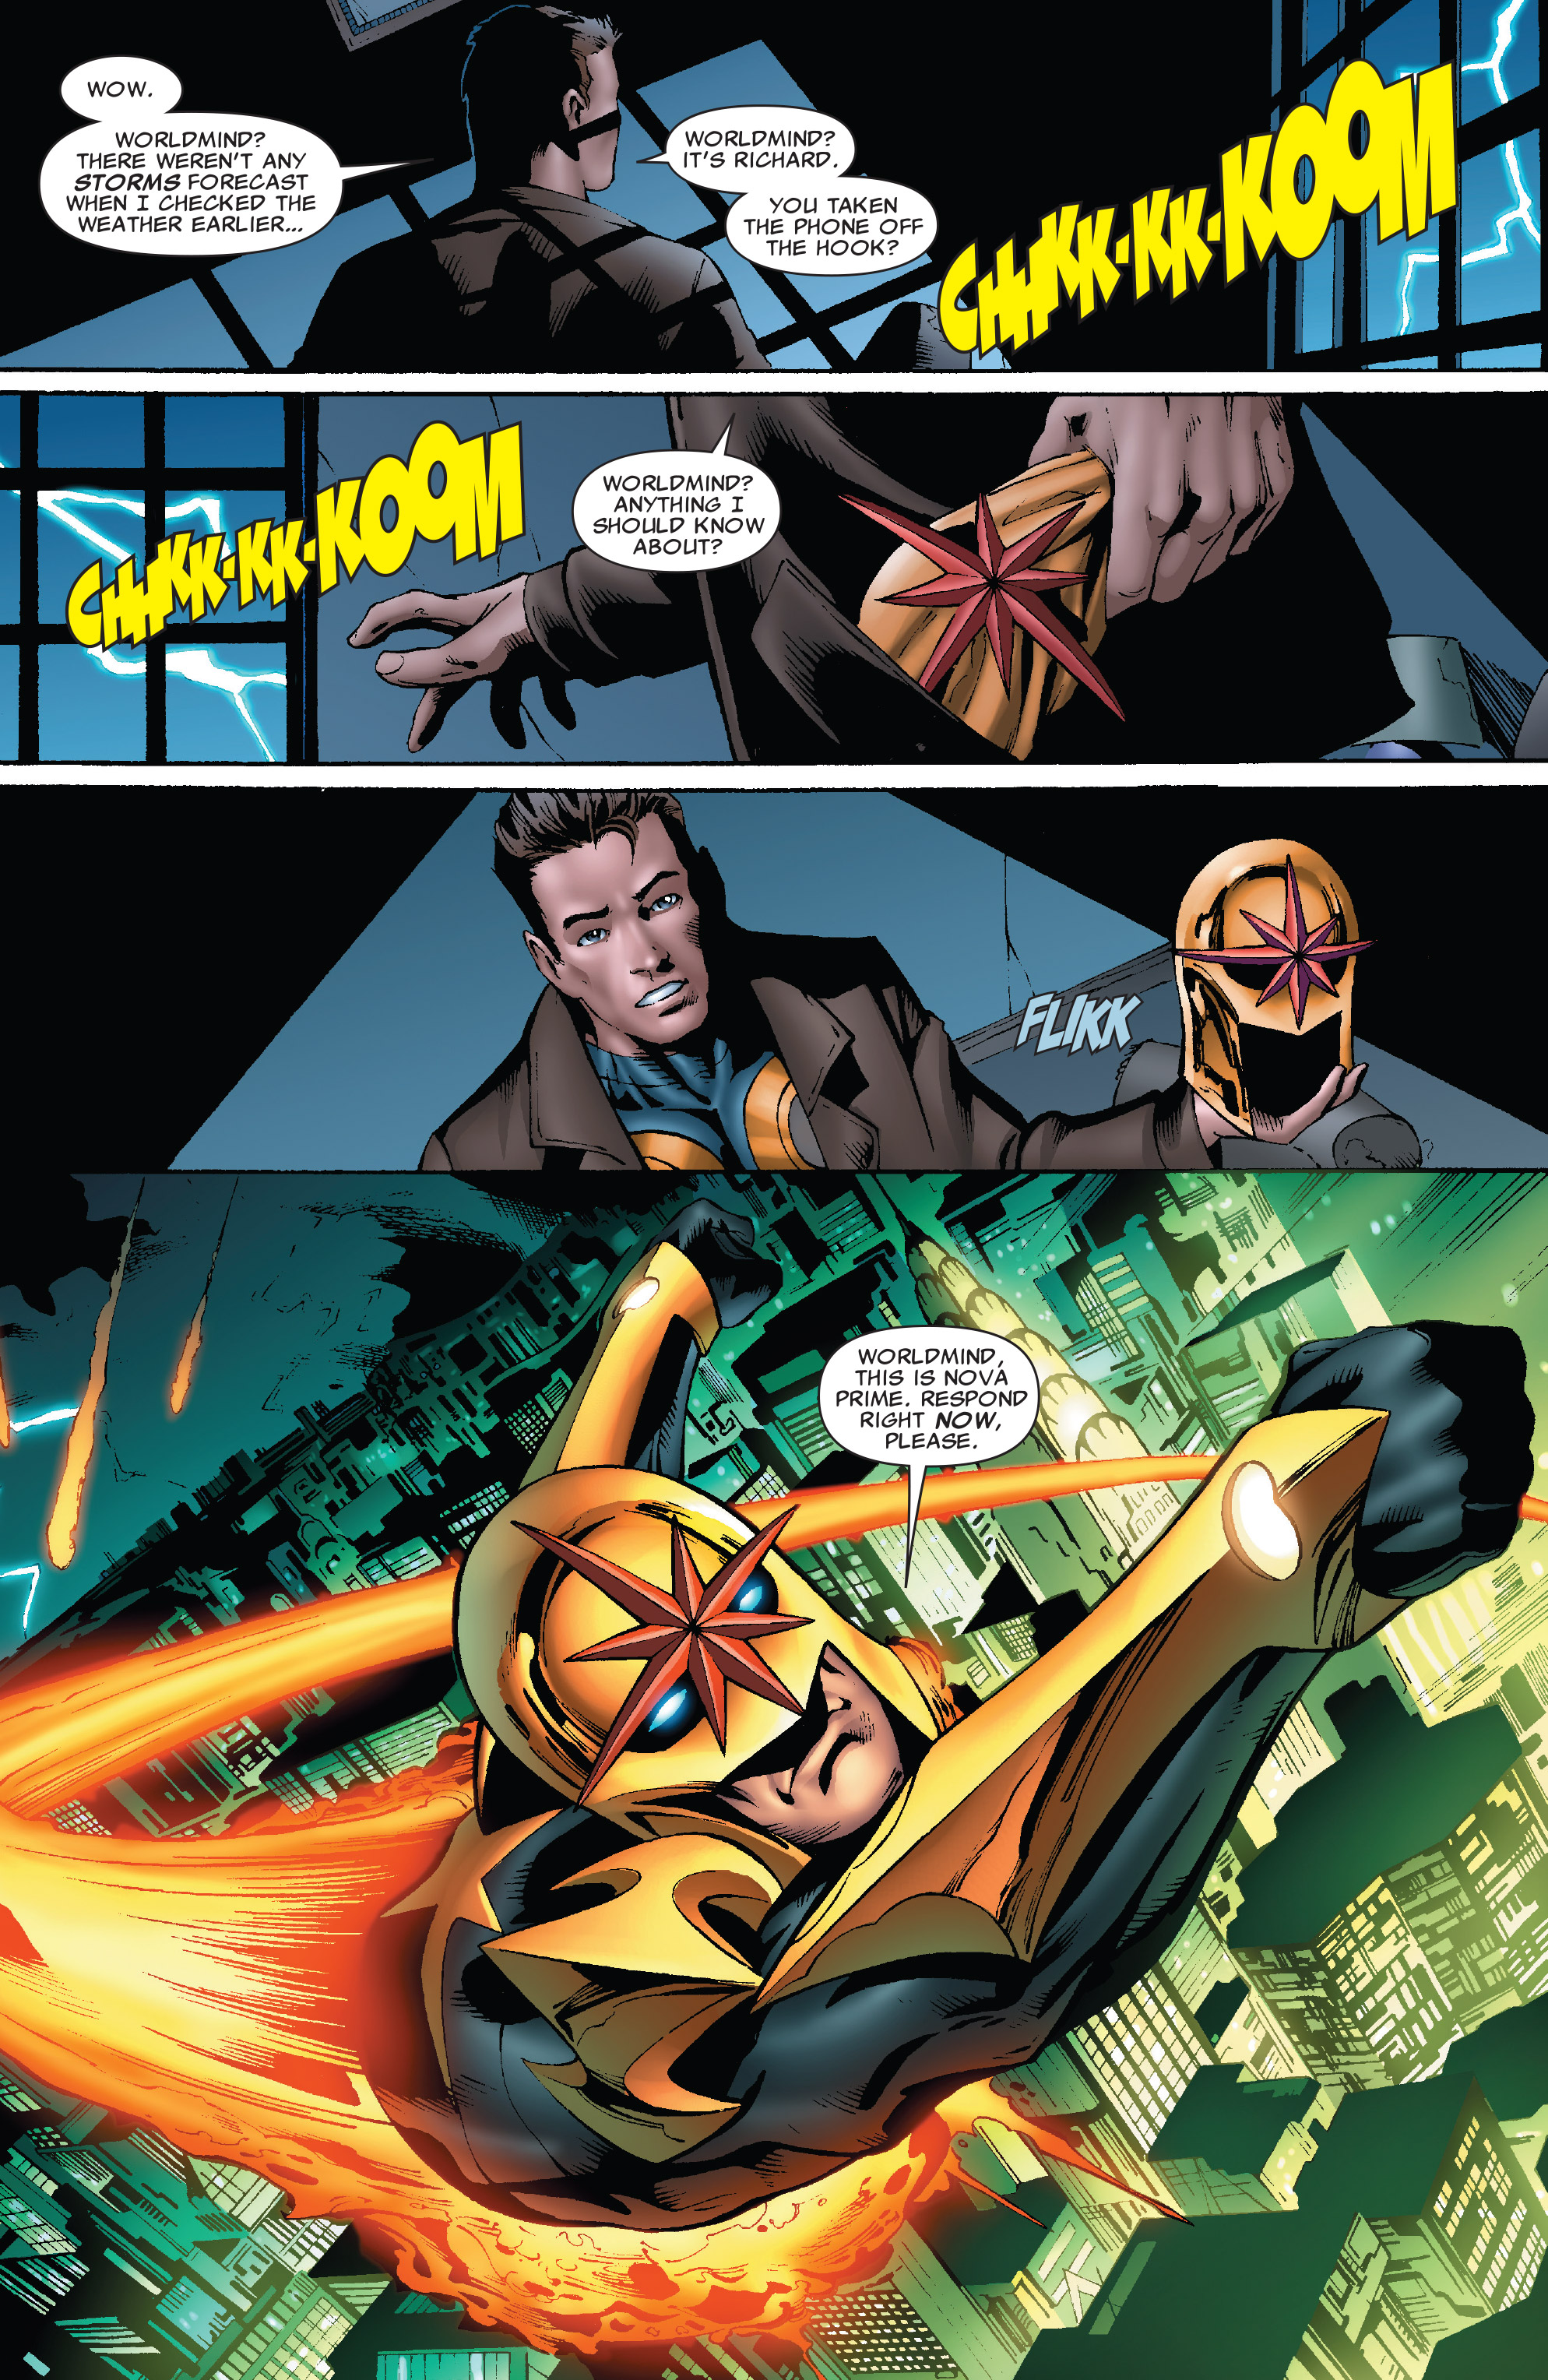 WOW.
WORLDMIND?
THERE WEREN'T ANY
STORMS FORECAST
WHEN I CHECKED THE
WEATHER EARLIER...
WORLDMIND?
IT'S RICHARD.
YOU TAKEN
THE PHONE OFF
THE HOOK?
CHHKK-KK-KOOM
CHHKK-KK-KOOM
WORLDMIND?
ANYTHING I
SHOULD KNOW
ABOUT?
FLIKK
WORLDMIND,
THIS IS NOVA
PRIME. RESPOND
RIGHT NOW,
PLEASE.